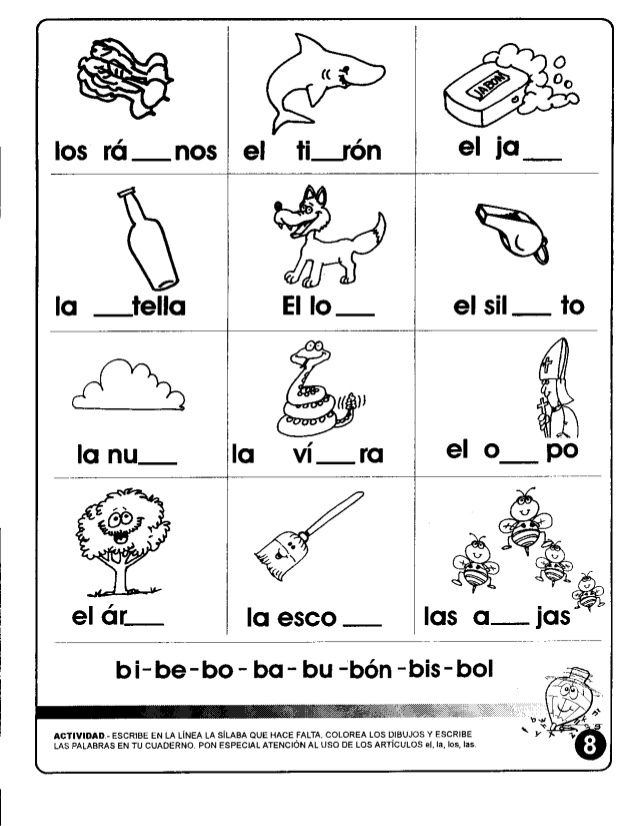 JABON
los rá___nos el ti___rón el ja___
la ___tella El lo___ el sil___to
la nu___ la ví___ra el o___po
el ár___ la esco___ las a___jas
bi-be-bo-ba-bu-bón-bis-bol
ACTIVIDAD.- ESCRIBE EN LA LÍNEA LA SÍLABA QUE HACE FALTA. COLOREA LOS DIBUJOS Y ESCRIBE
LAS PALABRAS EN TU CUADERNO. PON ESPECIAL ATENCIÓN AL USO DE LOS ARTÍCULOS el, la, los, las.
8